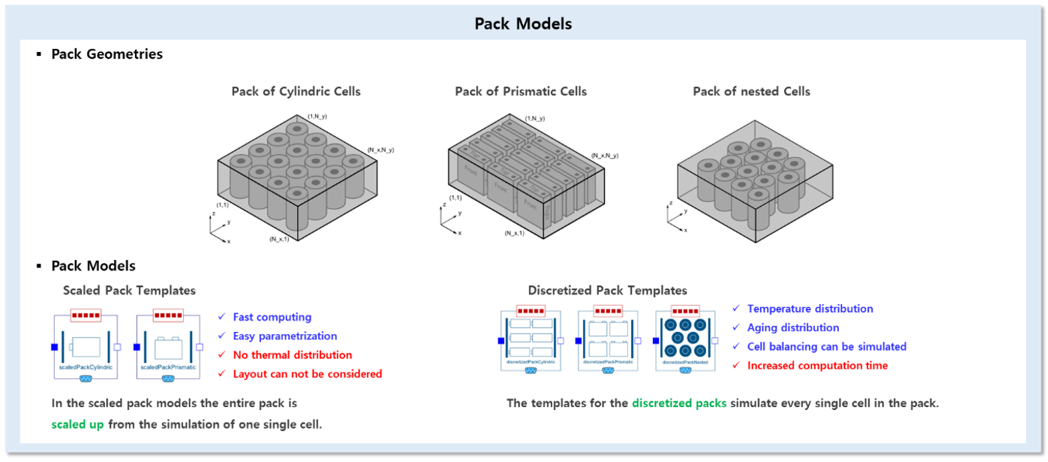 Pack Models
▪ Pack Geometries
Pack of Cylindric Cells
Pack of Prismatic Cells
Pack of nested Cells
(1,N_y)
(N_x,N_y)
(1,1)
(N_x,1)
z
y
x
(1,N_y)
(N_x,N_y)
(1,1)
(N_x,1)
Front
Front
z
y
x
z
y
x
▪ Pack Models
Scaled Pack Templates
scaledPackCylindric
scaledPackPrismatic
✓ Fast computing
✓ Easy parametrization
✓ No thermal distribution
✓ Layout can not be considered
In the scaled pack models the entire pack is
scaled up from the simulation of one single cell.
Discretized Pack Templates
discretizedPackCylindric
discretizedPackPrismatic
discretizedPackNested
✓ Temperature distribution
✓ Aging distribution
✓ Cell balancing can be simulated
✓ Increased computation time
The templates for the discretized packs simulate every single cell in the pack.